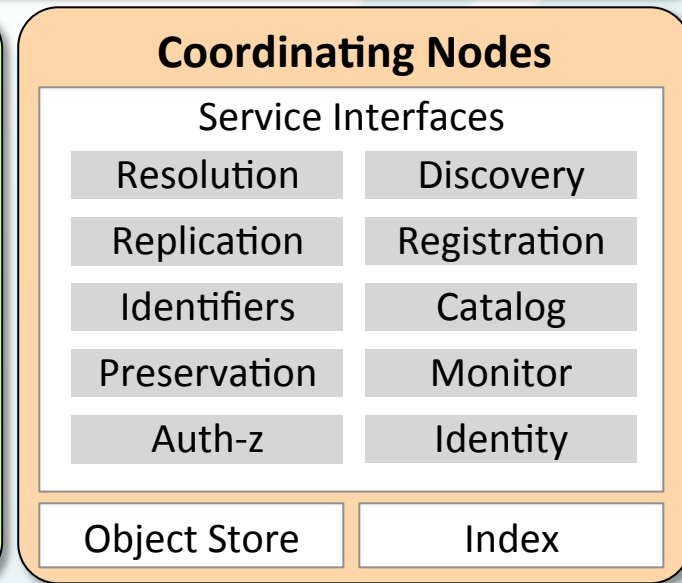 Coordinating Nodes
Service Interfaces
Resolution Discovery
Replication Registration
Identifiers Catalog
Preservation Monitor
Auth-z Identity
Object Store Index